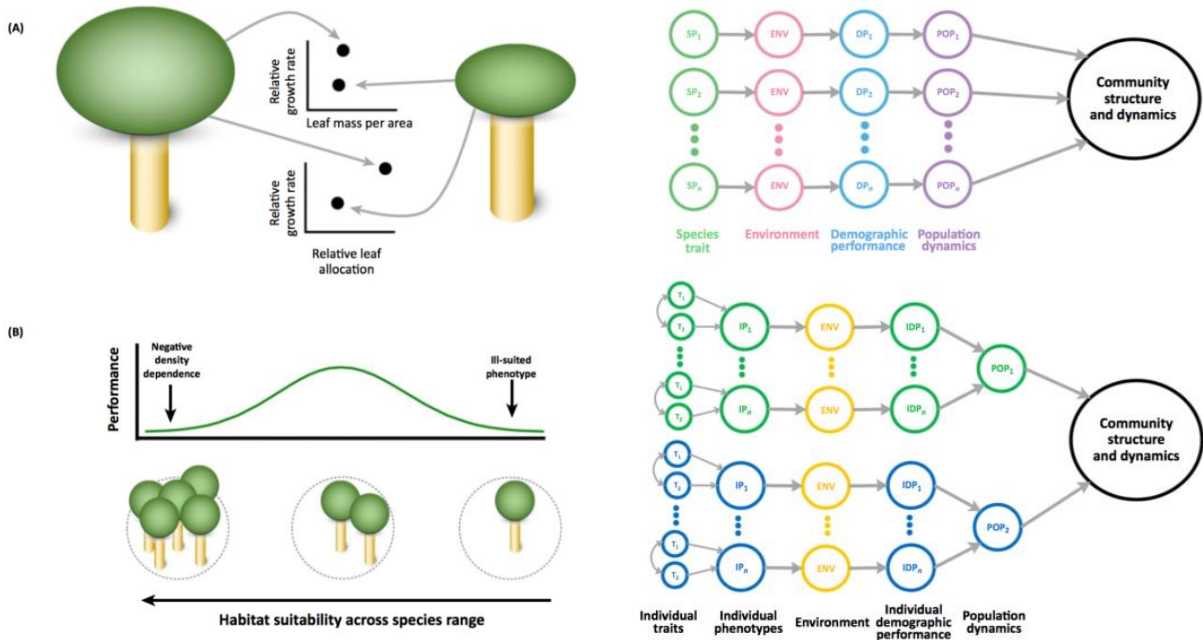 (A)
Relative
growth rate
Leaf mass per area
Relative
growth rate
Relative leaf
allocation
SP1 ENV DP1 POP1
SP2 ENV DP2 POP2
SPn ENV DPn POPn
Community
structure
and dynamics
Species
trait
Environment
Demographic
performance
Population
dynamics
(B)
Performance
Negative
density
dependence
Ill-suited
phenotype
Habitat suitability across species range
T1
T2
IP1 ENV IDP1
T1
T2
IPn ENV IDPn
POP1
T1
T2
IP1 ENV IDP1
T1
T2
IPn ENV IDPn
POP2
Community
structure
and dynamics
Individual
traits
Individual
phenotypes
Environment
Individual
demographic
performance
Population
dynamics